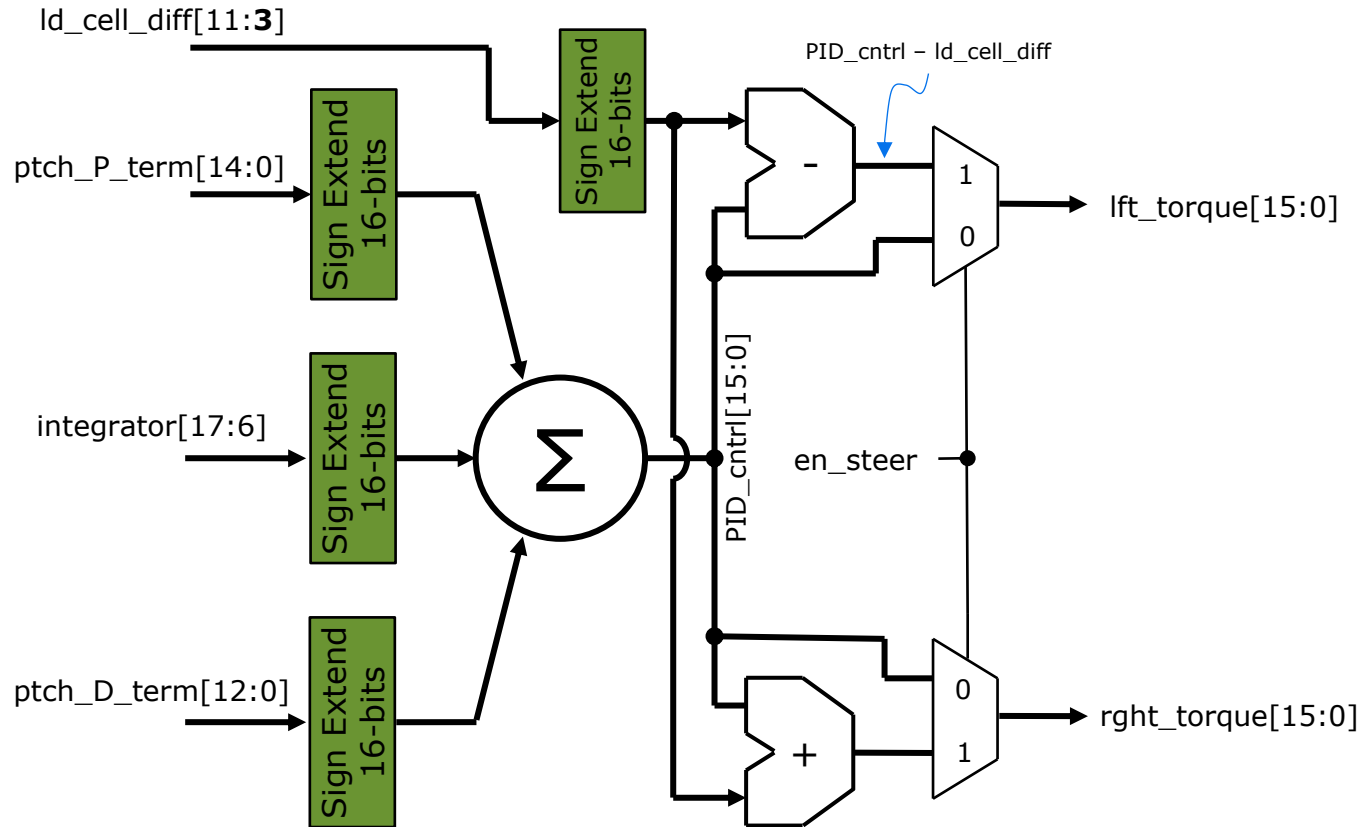 ld_cell_diff[11:3]
Sign Extend
16-bits
PID_cntrl – ld_cell_diff
ptch_P_term[14:0]
Sign Extend
16-bits
-
1
0
lft_torque[15:0]
integrator[17:6]
Sign Extend
16-bits
Σ
PID_cntrl[15:0]
en_steer
ptch_D_term[12:0]
Sign Extend
16-bits
+
0
1
rght_torque[15:0]